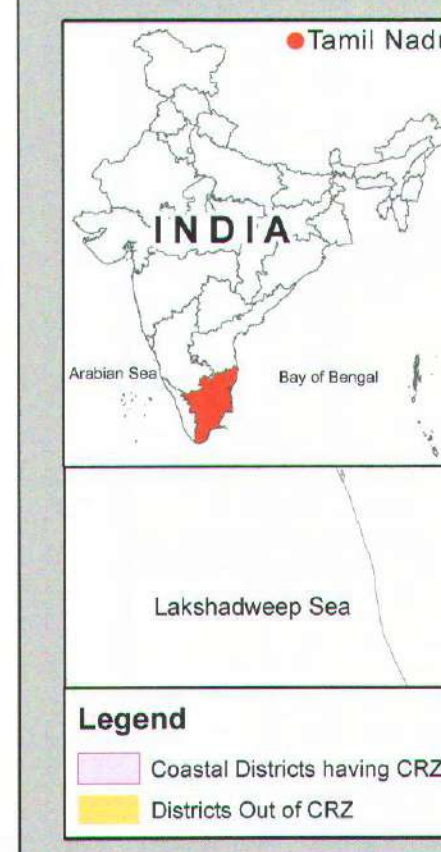 Tamil Nadu
INDIA
Arabian Sea
Bay of Bengal
Lakshadweep Sea
Legend
Coastal Districts having CRZ
Districts Out of CRZ